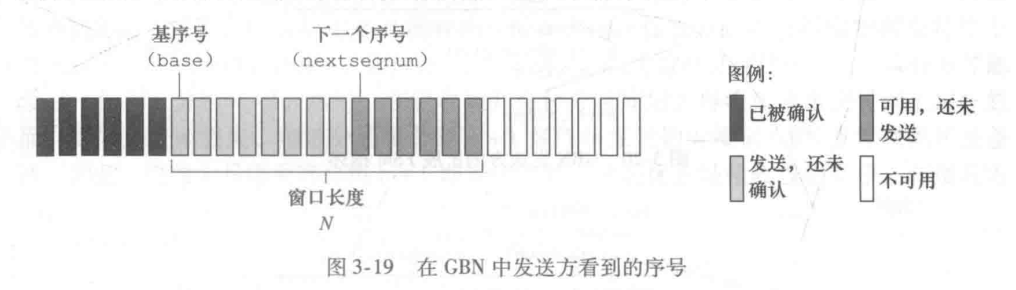 基序号
(base)
下一个序号
(nextseqnum)
窗口长度
N
图例:
已被确认
发送，还未
确认
可用，还未
发送
不可用
图3-19 在 GBN 中发送方看到的序号